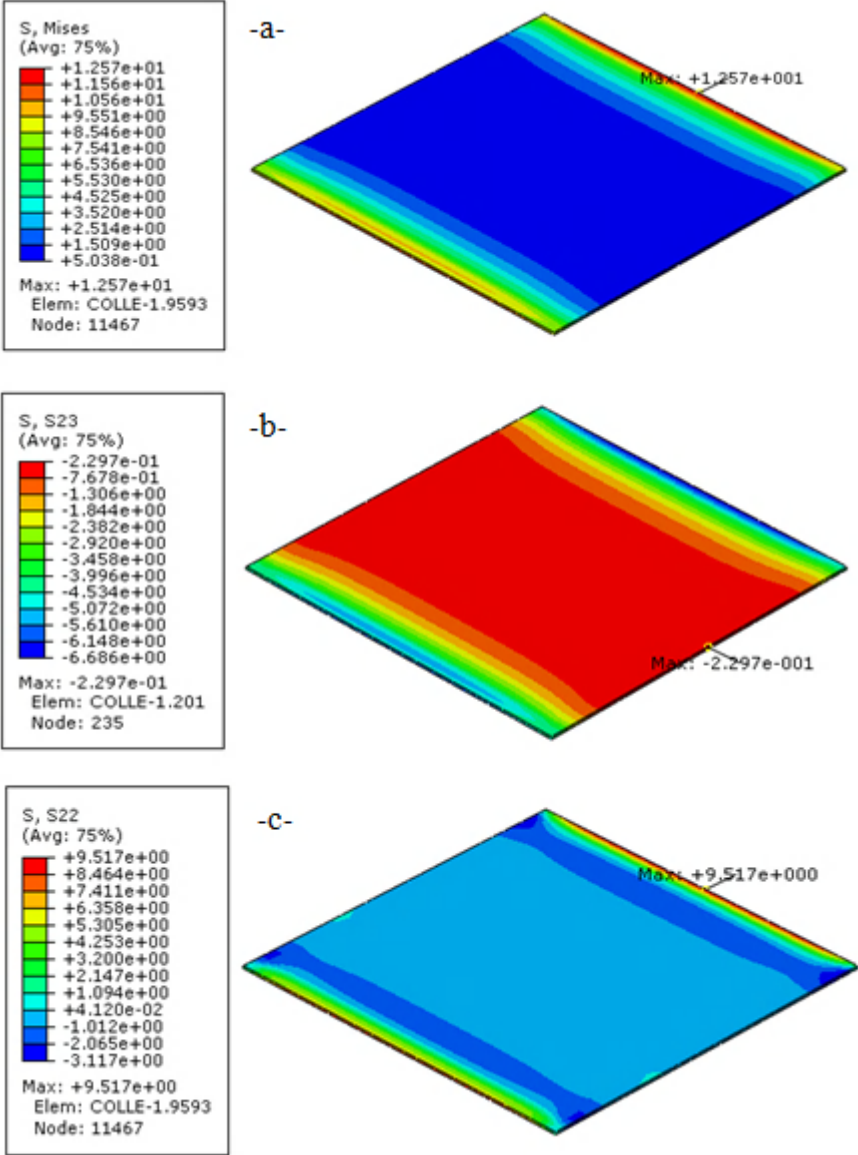 S, Mises
(Avg: 75%)
+1.257e+01
+1.156e+01
+1.056e+01
+9.551e+00
+8.546e+00
+7.541e+00
+6.536e+00
+5.530e+00
+4.525e+00
+3.520e+00
+2.514e+00
+1.509e+00
+5.038e-01
Max: +1.257e+01
Elem: COLLE-1.9593
Node: 11467
-a-
Max: +1.257e+001
S, S23
(Avg: 75%)
-2.297e-01
-7.678e-01
-1.306e+00
-1.844e+00
-2.382e+00
-2.920e+00
-3.458e+00
-3.996e+00
-4.534e+00
-5.072e+00
-5.610e+00
-6.148e+00
-6.686e+00
Max: -2.297e-01
Elem: COLLE-1.201
Node: 235
-b-
Max: -2.297e-001
S, S22
(Avg: 75%)
+9.517e+00
+8.464e+00
+7.411e+00
+6.358e+00
+5.305e+00
+4.253e+00
+3.200e+00
+2.147e+00
+1.094e+00
+4.120e-02
-1.012e+00
-2.065e+00
-3.117e+00
Max: +9.517e+00
Elem: COLLE-1.9593
Node: 11467
-c-
Max: +9.517e+000